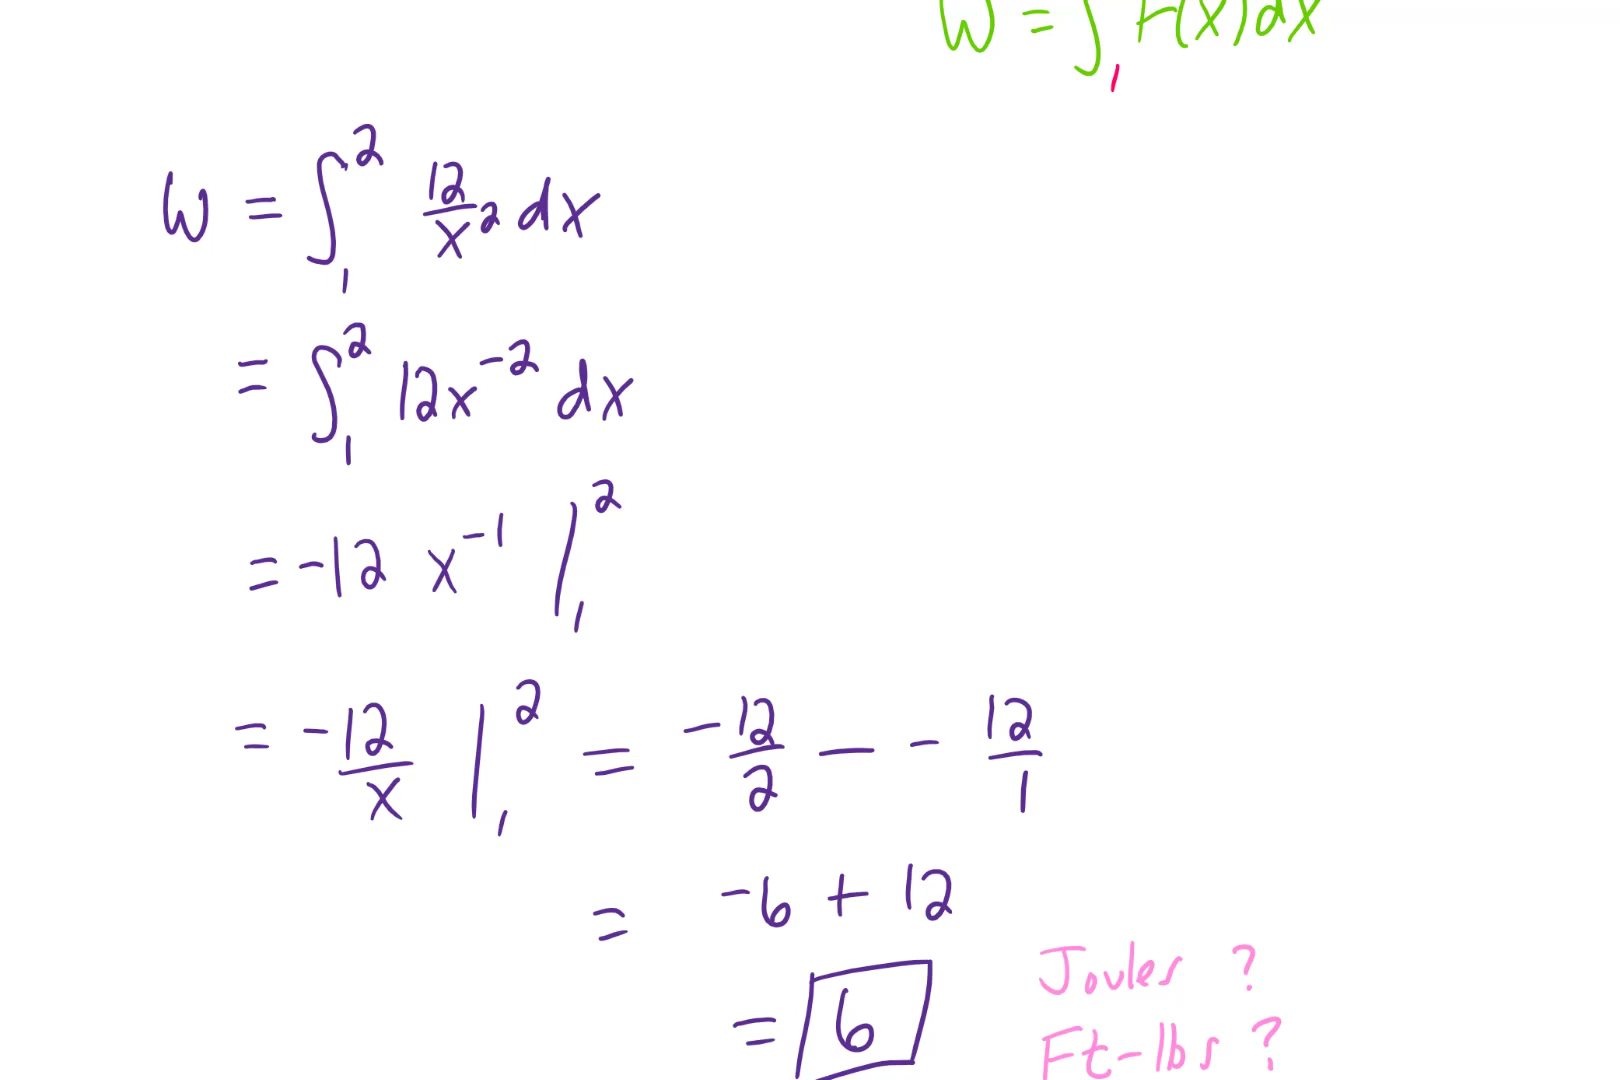 W = ∫₁ F(x)dx
W = ∫₁² 12/x² dx
= ∫₁² 12x⁻² dx
= -12 x⁻¹ |₁²
= -12/x |₁² = -12/2 - -12/1
= -6 + 12
= 6
Joules ?
Ft-lbs ?